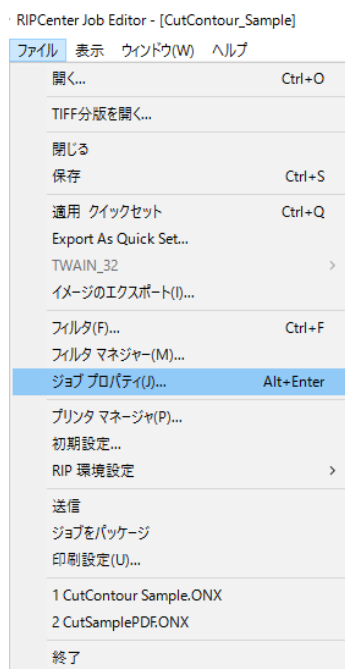 RIPCenter Job Editor - [CutContour_Sample]
ファイル 表示 ウィンドウ(W) ヘルプ
開く... Ctrl+O
TIFF分版を開く...
閉じる
保存 Ctrl+S
適用 クイックセット Ctrl+Q
Export As Quick Set...
TWAIN_32 >
イメージのエクスポート(I)...
フィルタ(F)... Ctrl+F
フィルタ マネジャー(M)...
ジョブ プロパティ(J)... Alt+Enter
プリンタ マネージャ(P)...
初期設定...
RIP 環境設定 >
送信
ジョブをパッケージ
印刷設定(U)...
1 CutContour Sample.ONX
2 CutSamplePDF.ONX
終了